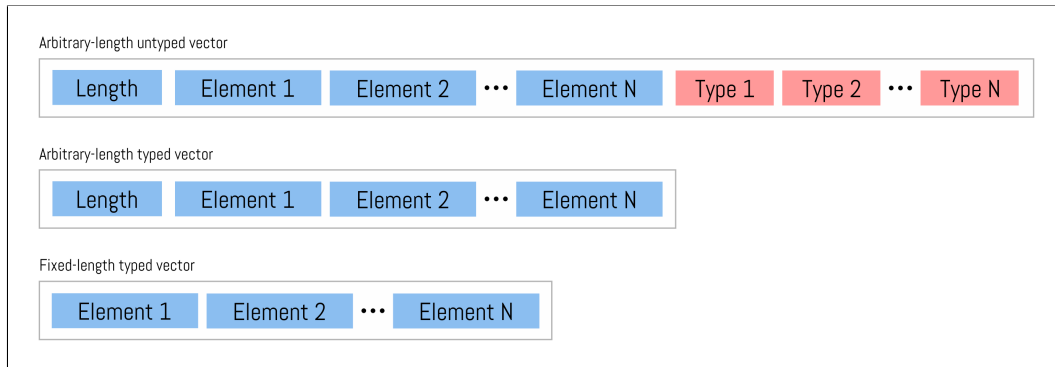 Arbitrary-length untyped vector
Length Element 1 Element 2 ••• Element N Type 1 Type 2 ••• Type N
Arbitrary-length typed vector
Length Element 1 Element 2 ••• Element N
Fixed-length typed vector
Element 1 Element 2 ••• Element N